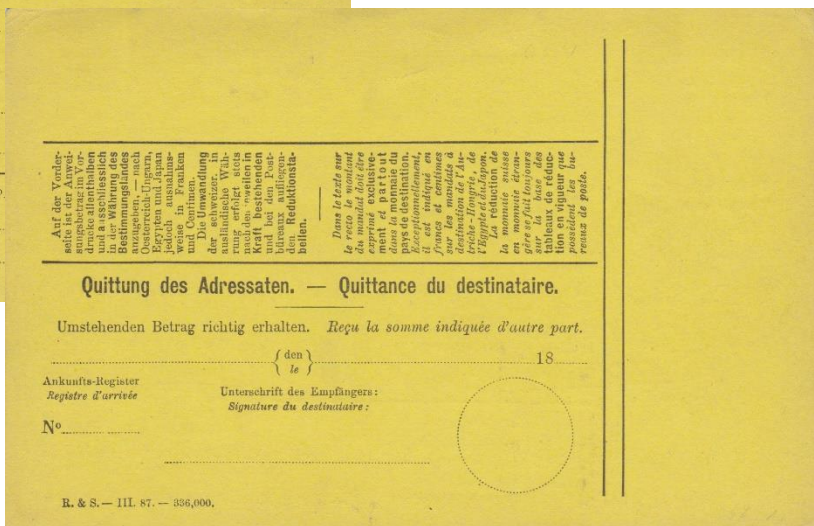 Auf der Vorder-
seite ist der Anwei-
sungsbetrag im Vor-
drucke allenthalben
und ausschliesslich
in der Währung des
Bestimmungslandes
anzugeben, — nach
Oesterreich-Ungarn,
Egypten und Japan
jedoch ausnahms-
weise in Franken
und Centimen.
Die Umwandlung
der schweizer. in
ausländische Wäh-
rung erfolgt stets
nach den jeweilen in
Kraft bestehenden
und bei den Post-
büreaux aufliegen-
den Reduktionsta-
bellen.
Dans le texte sur
le recto le montant
du mandat doit être
exprimé exclusive-
ment et partout
dans la monnaie du
pays de destination.
Exceptionnellement,
il est indiqué en
francs et centimes
sur les mandats à
destination de l'Au-
triche-Hongrie, de
l'Egypte et du Japon.
La réduction de
la monnaie suisse
en monnaie étran-
gère se fait toujours
sur la base des
tableaux de réduc-
tion en vigueur que
possèdent les bu-
reaux de poste.
Quittung des Adressaten. — Quittance du destinataire.
Umstehenden Betrag richtig erhalten. Reçu la somme indiquée d'autre part.
{ den } 18
{ le }
Ankunfts-Register
Registre d'arrivée
Unterschrift des Empfängers:
Signature du destinataire:
No
R. & S. — III. 87. — 336,000.